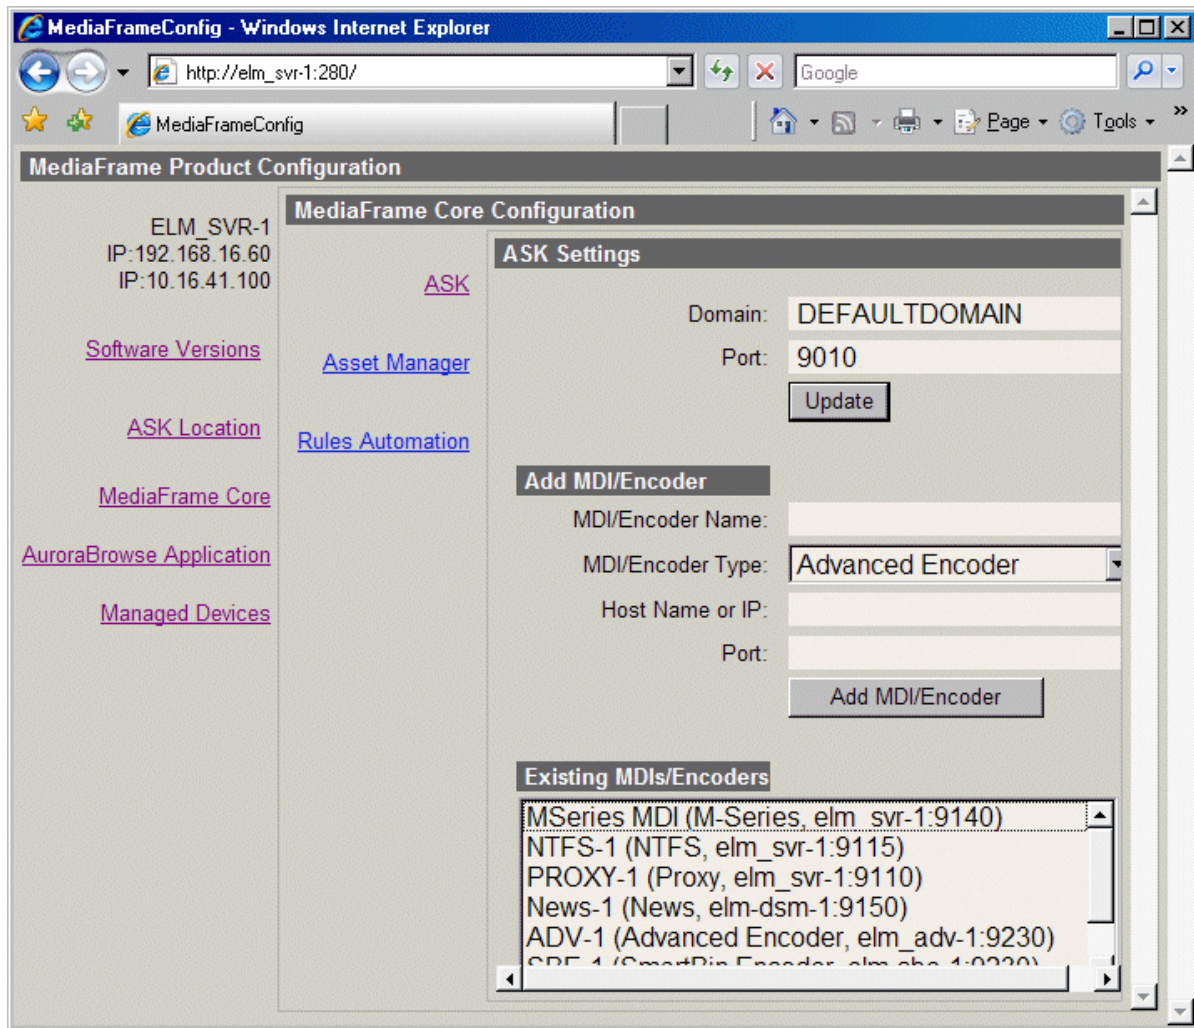 MediaFrameConfig - Windows Internet Explorer
http://elm_svr-1:280/
Google
MediaFrameConfig
Page
Tools
»
MediaFrame Product Configuration
ELM_SVR-1
IP:192.168.16.60
IP:10.16.41.100
Software Versions
ASK Location
MediaFrame Core
AuroraBrowse Application
Managed Devices
MediaFrame Core Configuration
ASK
Asset Manager
Rules Automation
ASK Settings
Domain: DEFAULTDOMAIN
Port: 9010
Update
Add MDI/Encoder
MDI/Encoder Name:
MDI/Encoder Type: Advanced Encoder
Host Name or IP:
Port:
Add MDI/Encoder
Existing MDIs/Encoders
MSeries MDI (M-Series, elm_svr-1:9140)
NTFS-1 (NTFS, elm_svr-1:9115)
PROXY-1 (Proxy, elm_svr-1:9110)
News-1 (News, elm-dsm-1:9150)
ADV-1 (Advanced Encoder, elm_adv-1:9230)